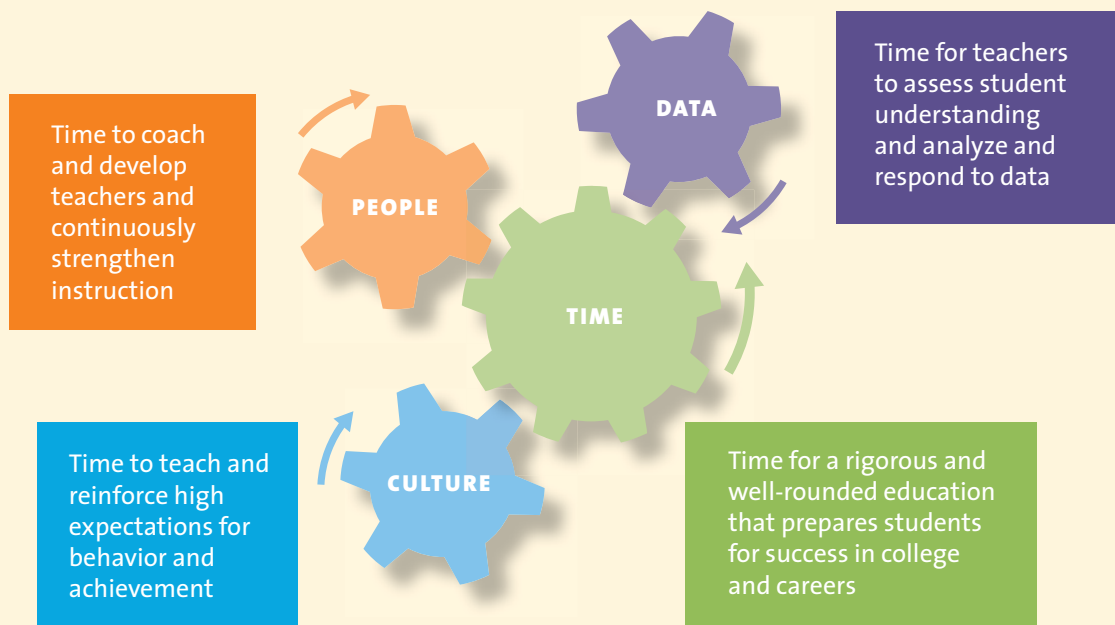 Time to coach
and develop
teachers and
continuously
strengthen
instruction
PEOPLE
DATA
Time for teachers
to assess student
understanding
and analyze and
respond to data
TIME
Time to teach and
reinforce high
expectations for
behavior and
achievement
CULTURE
Time for a rigorous and
well-rounded education
that prepares students
for success in college
and careers